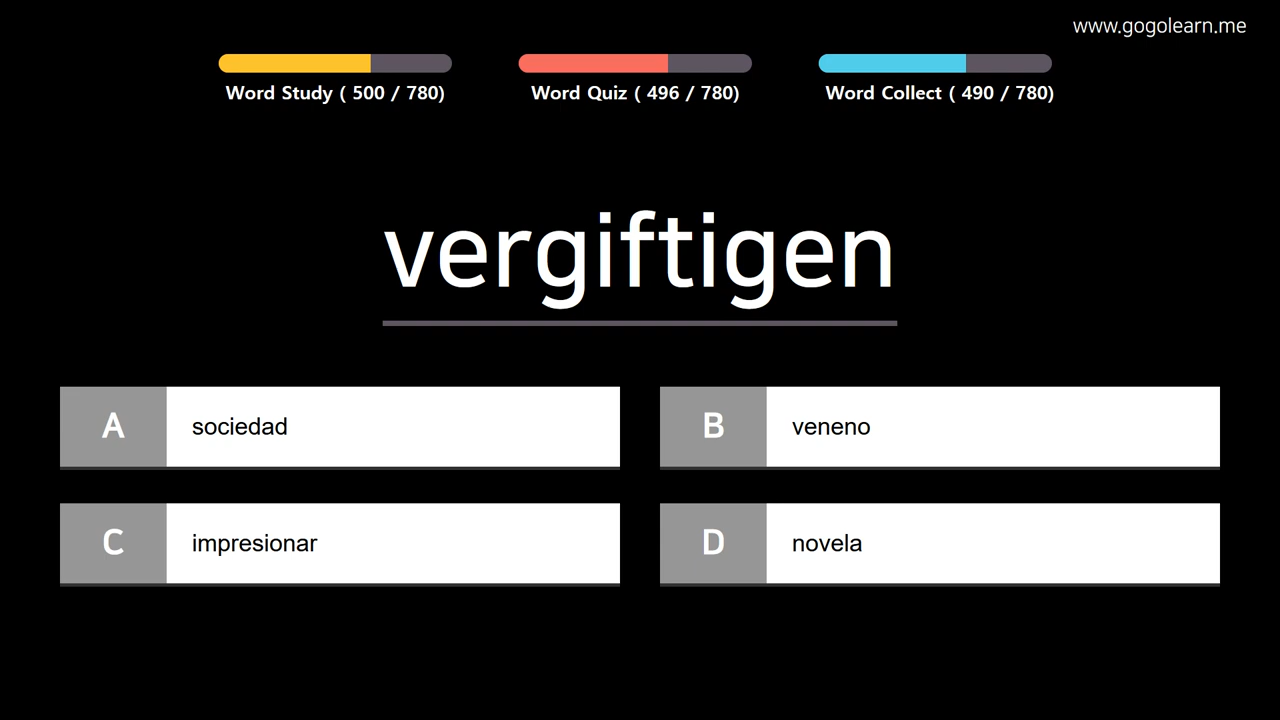 www.gogolearn.me
Word Study ( 500 / 780)
Word Quiz ( 496 / 780)
Word Collect ( 490 / 780)
vergiftigen
A sociedad
B veneno
C impresionar
D novela